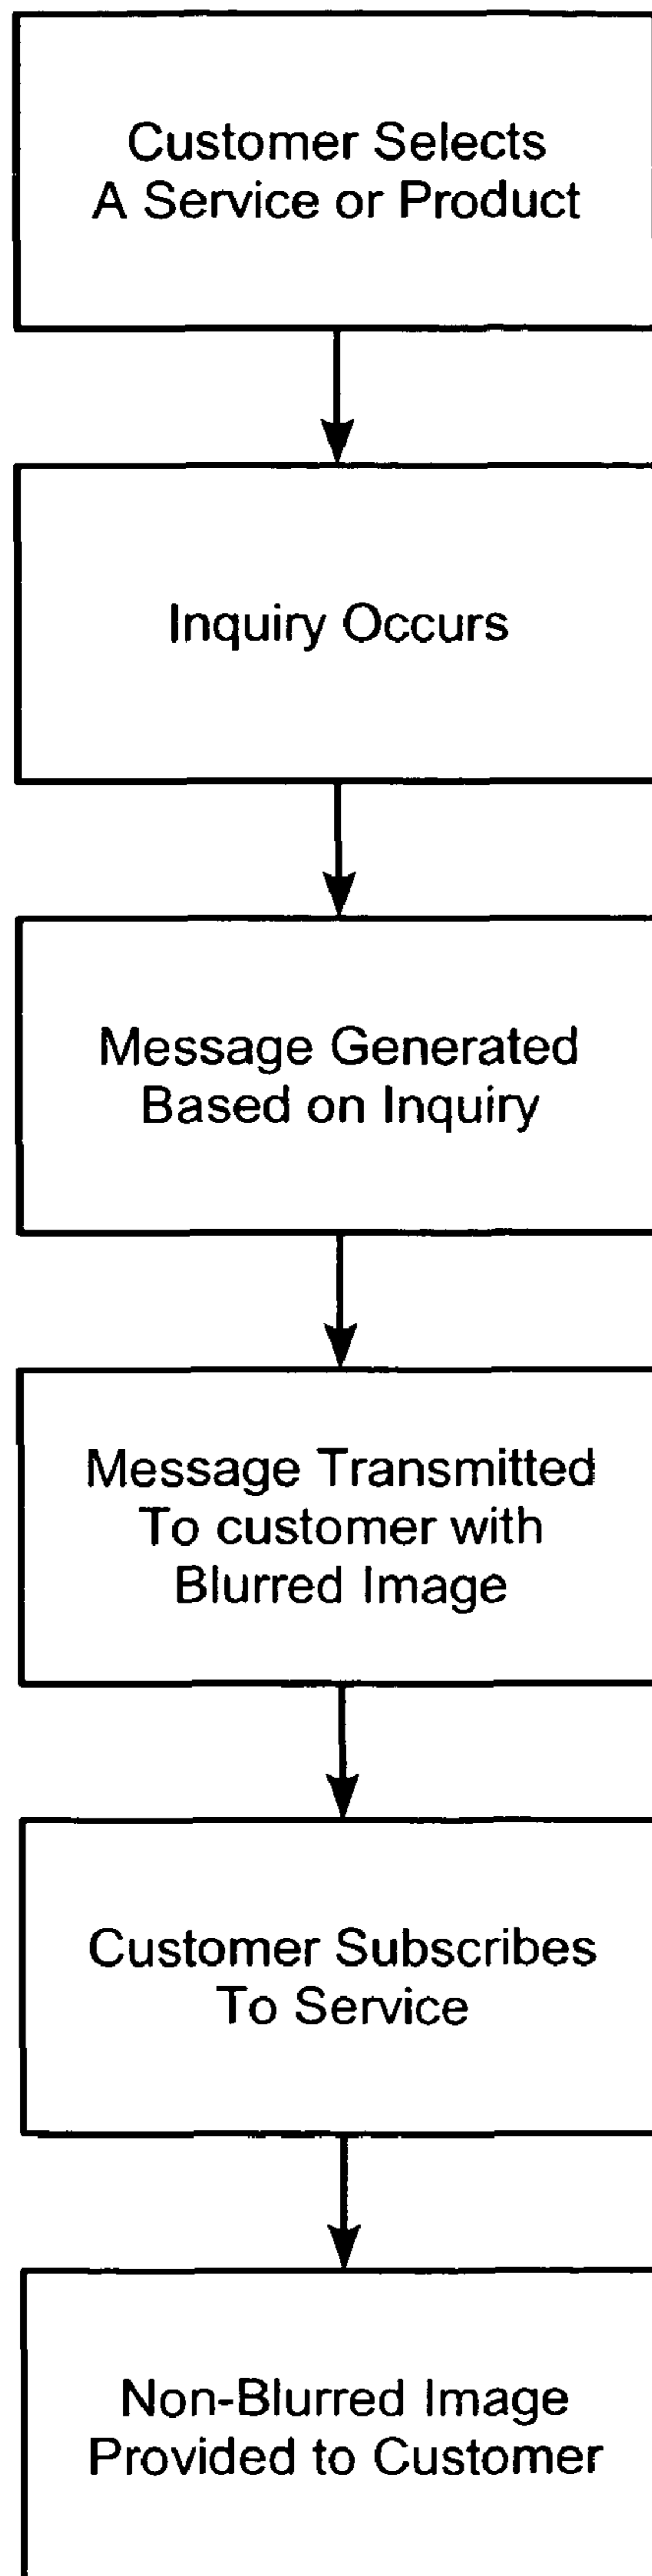 Customer Selects
A Service or Product
Inquiry Occurs
Message Generated
Based on Inquiry
Message Transmitted
To customer with
Blurred Image
Customer Subscribes
To Service
Non-Blurred Image
Provided to Customer